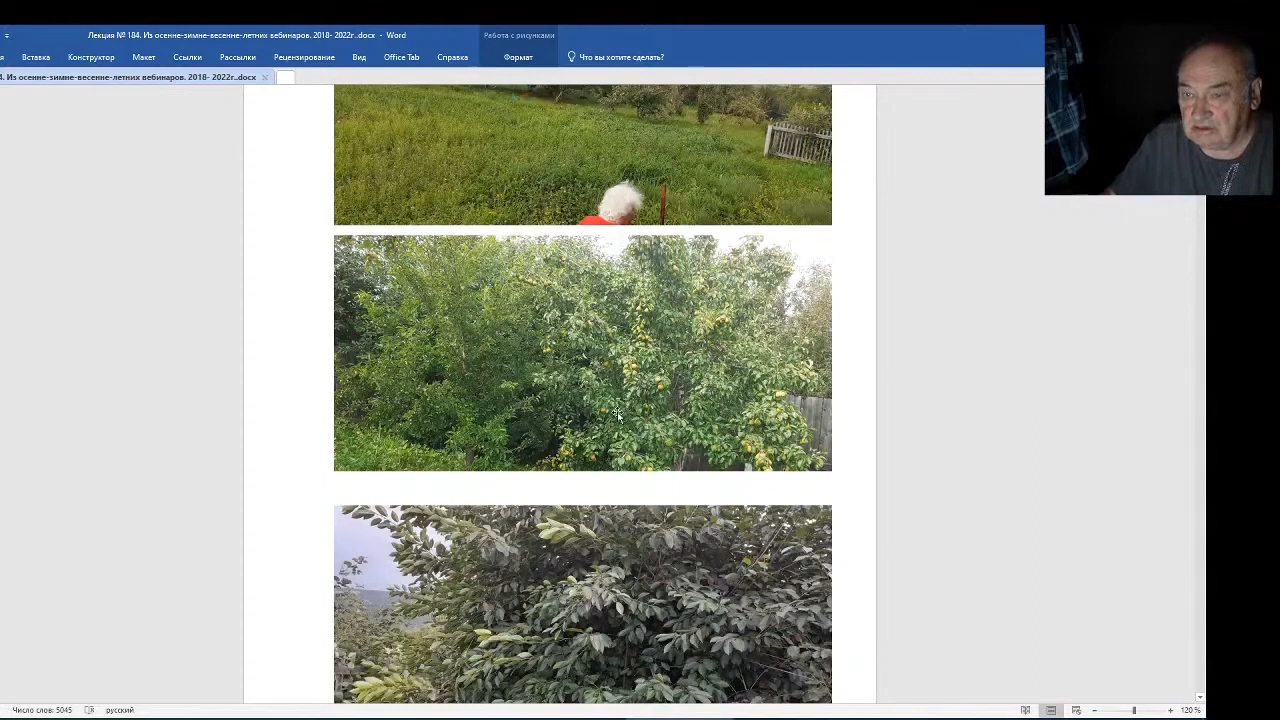 Лекция № 184. Из осенне-зимне-весенне-летних вебинаров. 2018- 2022г..docx - Word
Работа с рисунками
я Вставка Конструктор Макет Ссылки Рассылки Рецензирование Вид Office Tab Справка Формат Что вы хотите сделать?
4. Из осенне-зимне-весенне-летних вебинаров. 2018- 2022г..docx
Число слов: 5045 русский 120 %